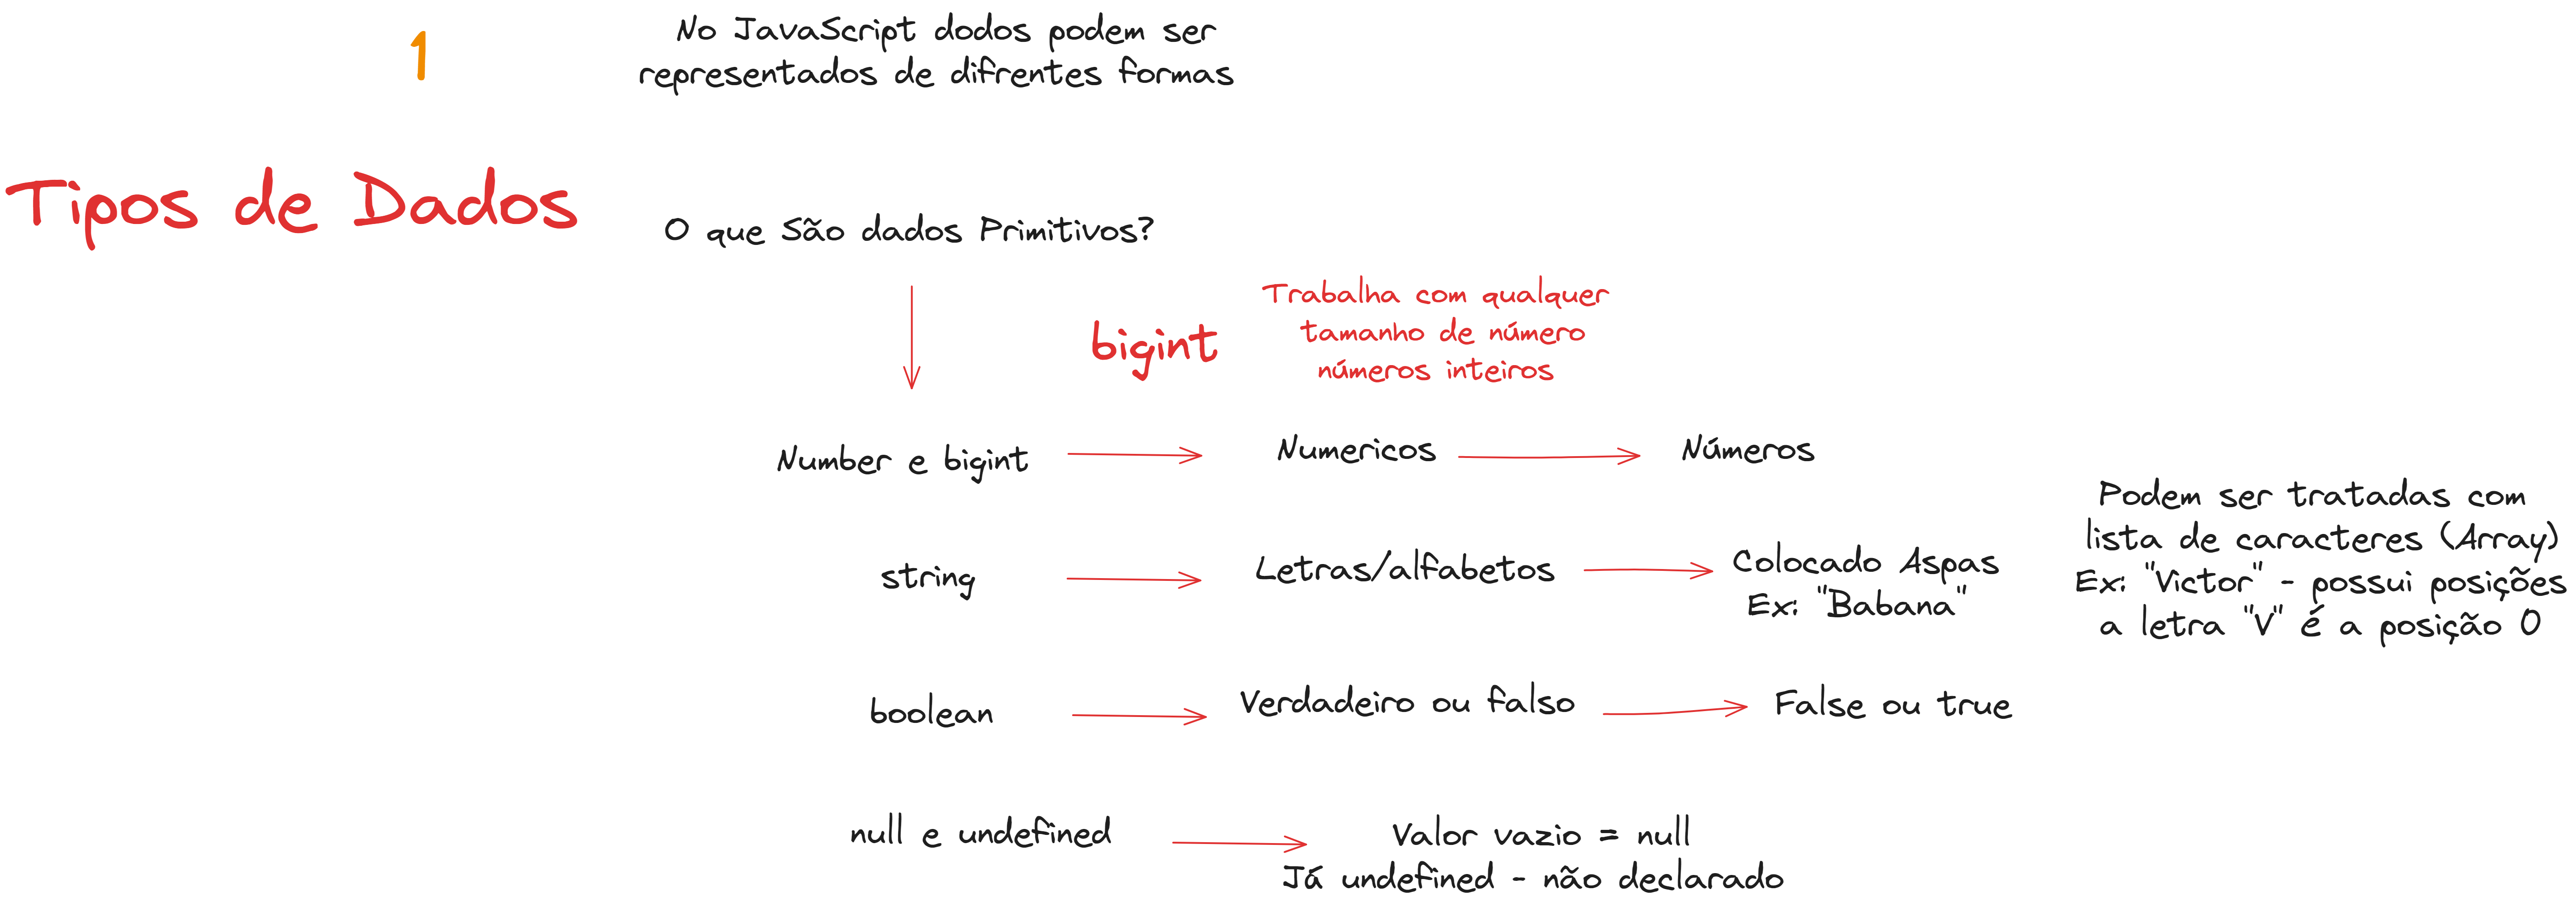 1
No JavaScript dodos podem ser
representados de difrentes formas
Tipos de Dados
O que São dados Primitivos?
bigint
Trabalha com qualquer
tamanho de número
números inteiros
Number e bigint
Numericos
Números
string
Letras/alfabetos
Colocado Aspas
Ex: "Babana"
Podem ser tratadas com
lista de caracteres (Array)
Ex: "Victor" - possui posições
a letra "V" é a posição 0
boolean
Verdadeiro ou falso
False ou true
null e undefined
Valor vazio = null
Já undefined - não declarado